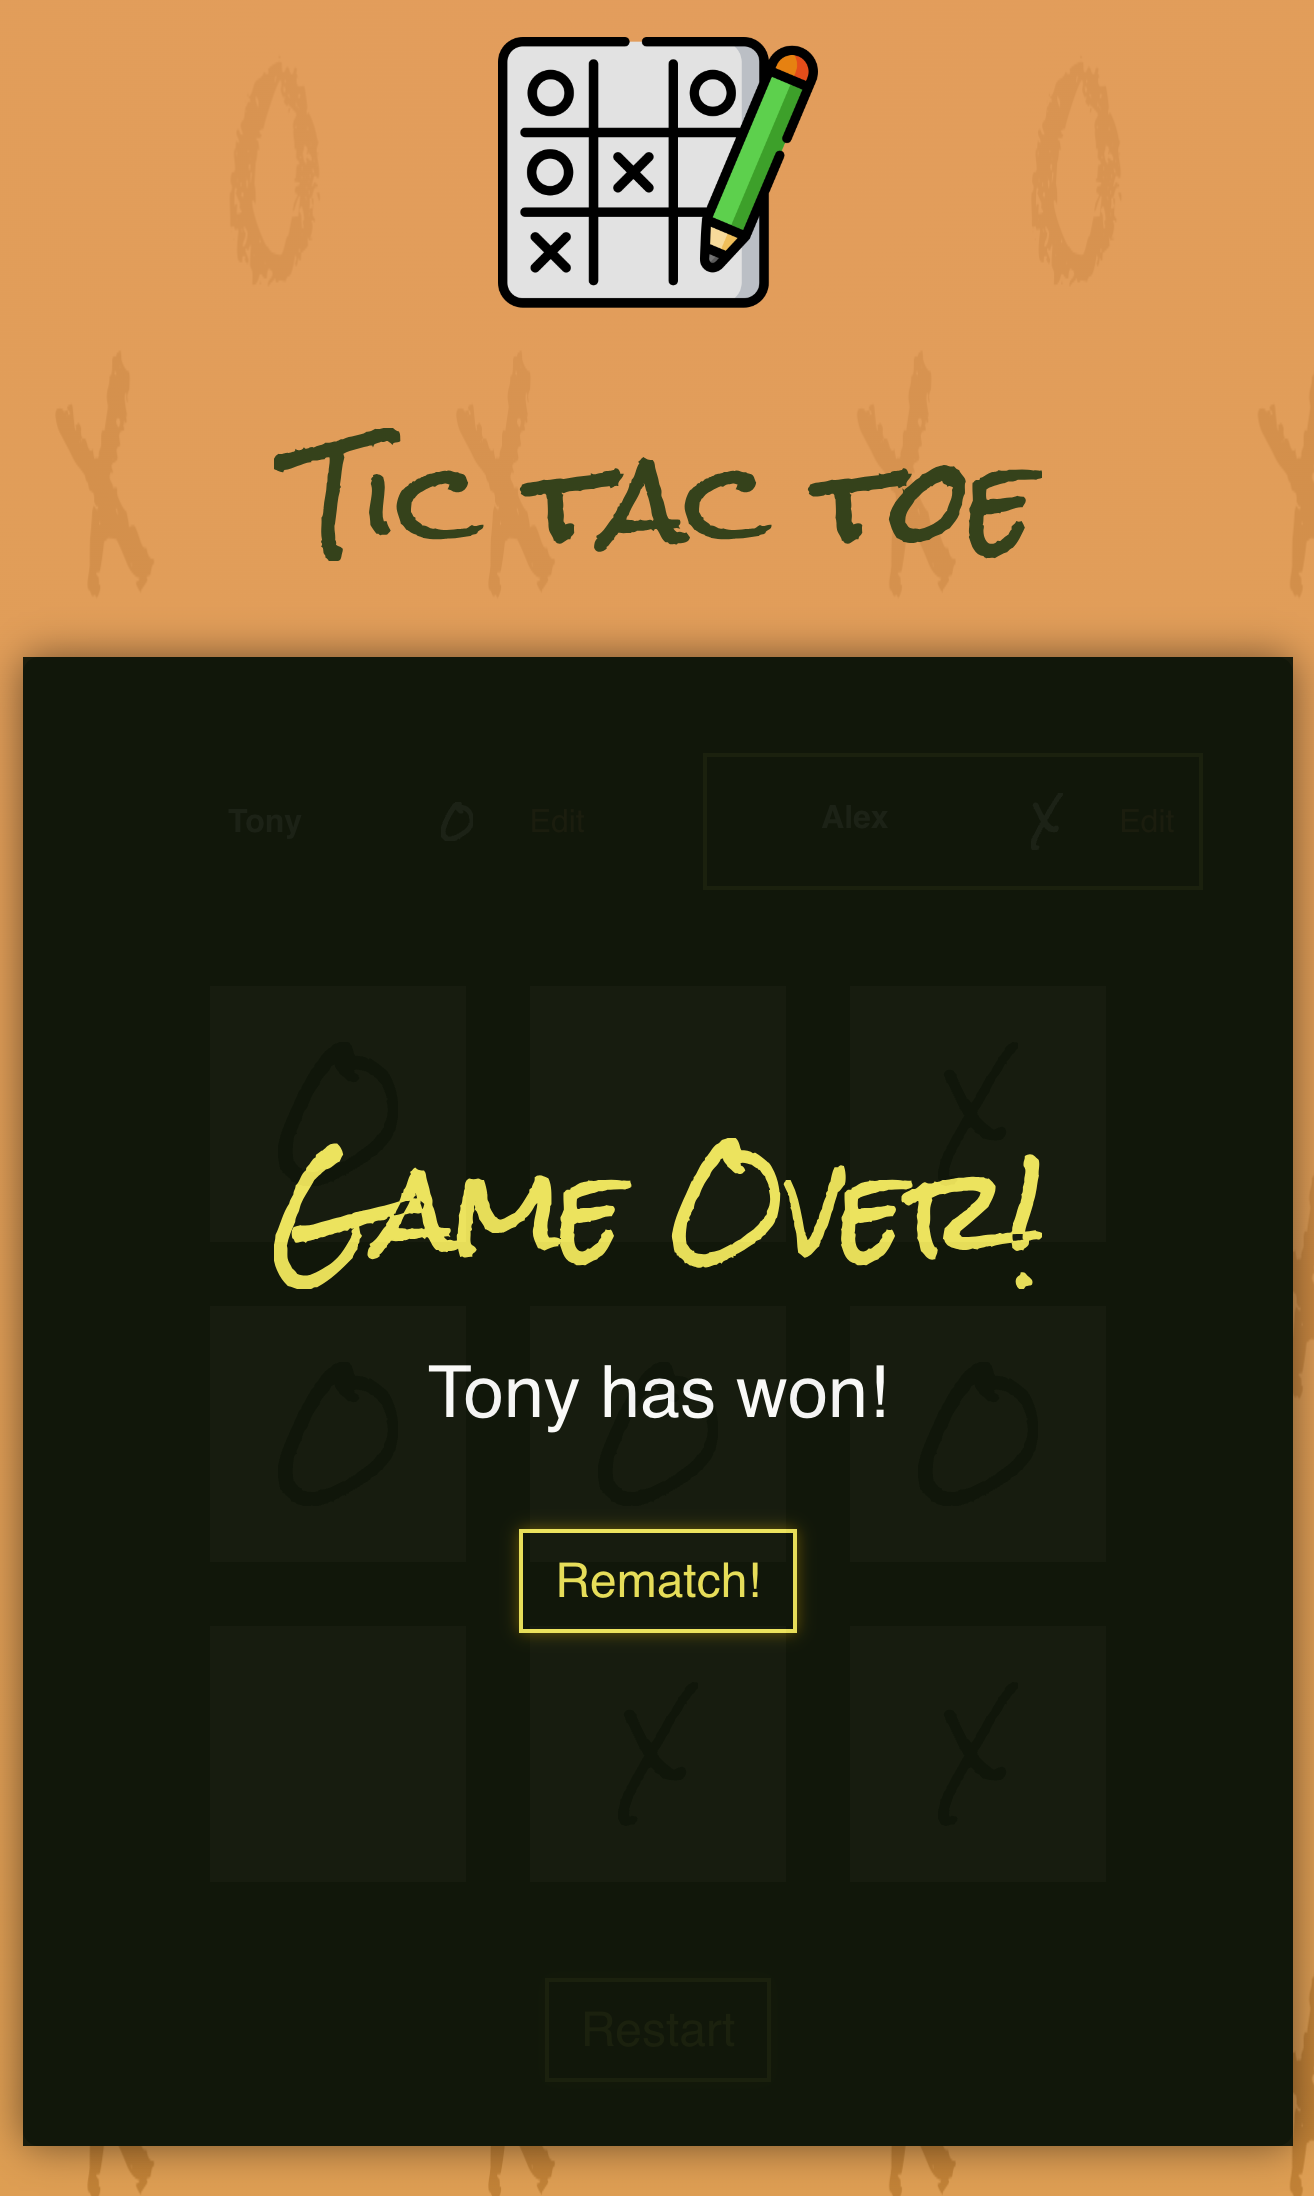 Tic tac toe
Tony O Edit Alex X Edit
O X
Game Over!
O O O
Tony has won!
Rematch!
X X
Restart